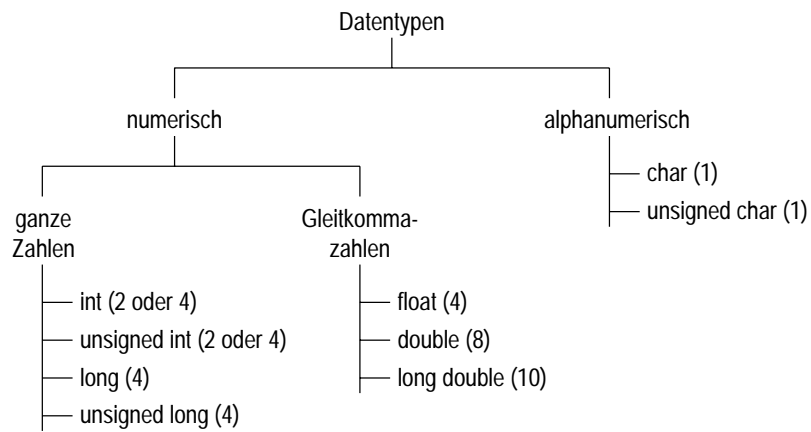 Datentypen
numerisch
alphanumerisch
char (1)
unsigned char (1)
ganze
Zahlen
Gleitkomma-
zahlen
int (2 oder 4)
unsigned int (2 oder 4)
long (4)
unsigned long (4)
float (4)
double (8)
long double (10)